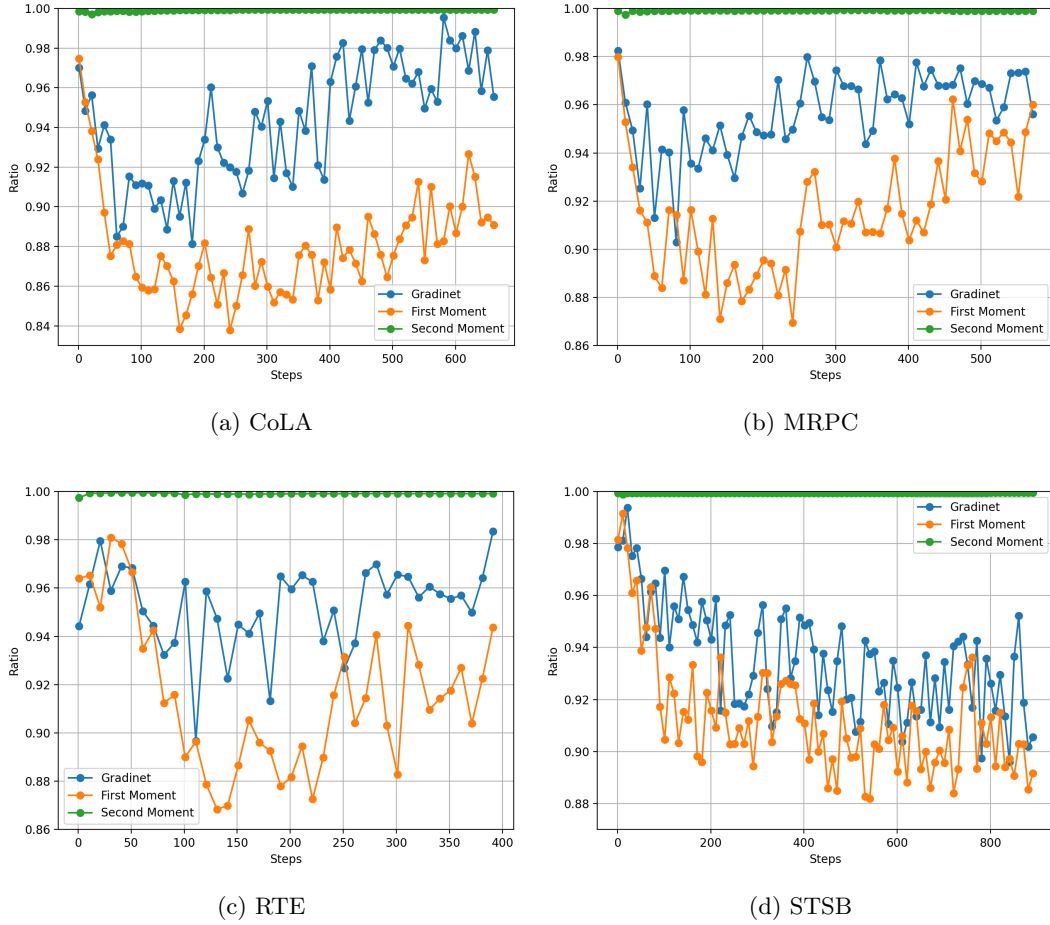 1.00
0.98
0.96
0.94
0.92
0.90
0.88
0.86
0.84
Ratio
Gradinet
First Moment
Second Moment
0 100 200 300 400 500 600
Steps
(a) CoLA
1.00
0.98
0.96
0.94
0.92
0.90
0.88
0.86
Ratio
Gradinet
First Moment
Second Moment
0 100 200 300 400 500
Steps
(b) MRPC
1.00
0.98
0.96
0.94
0.92
0.90
0.88
0.86
Ratio
Gradinet
First Moment
Second Moment
0 50 100 150 200 250 300 350 400
Steps
(c) RTE
1.00
0.98
0.96
0.94
0.92
0.90
0.88
Ratio
Gradinet
First Moment
Second Moment
0 200 400 600 800
Steps
(d) STSB